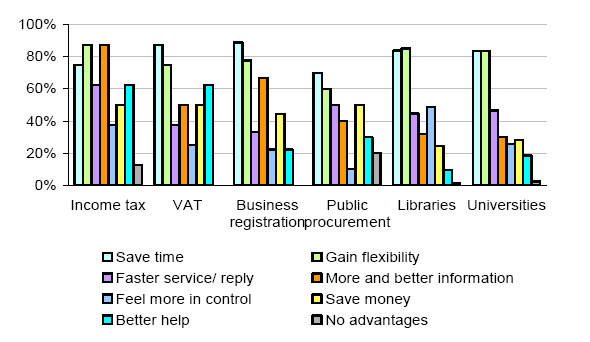 100%
80%
60%
40%
20%
0%
Income tax VAT Business registration Public procurement Libraries Universities
Save time Gain flexibility
Faster service/ reply More and better information
Feel more in control Save money
Better help No advantages